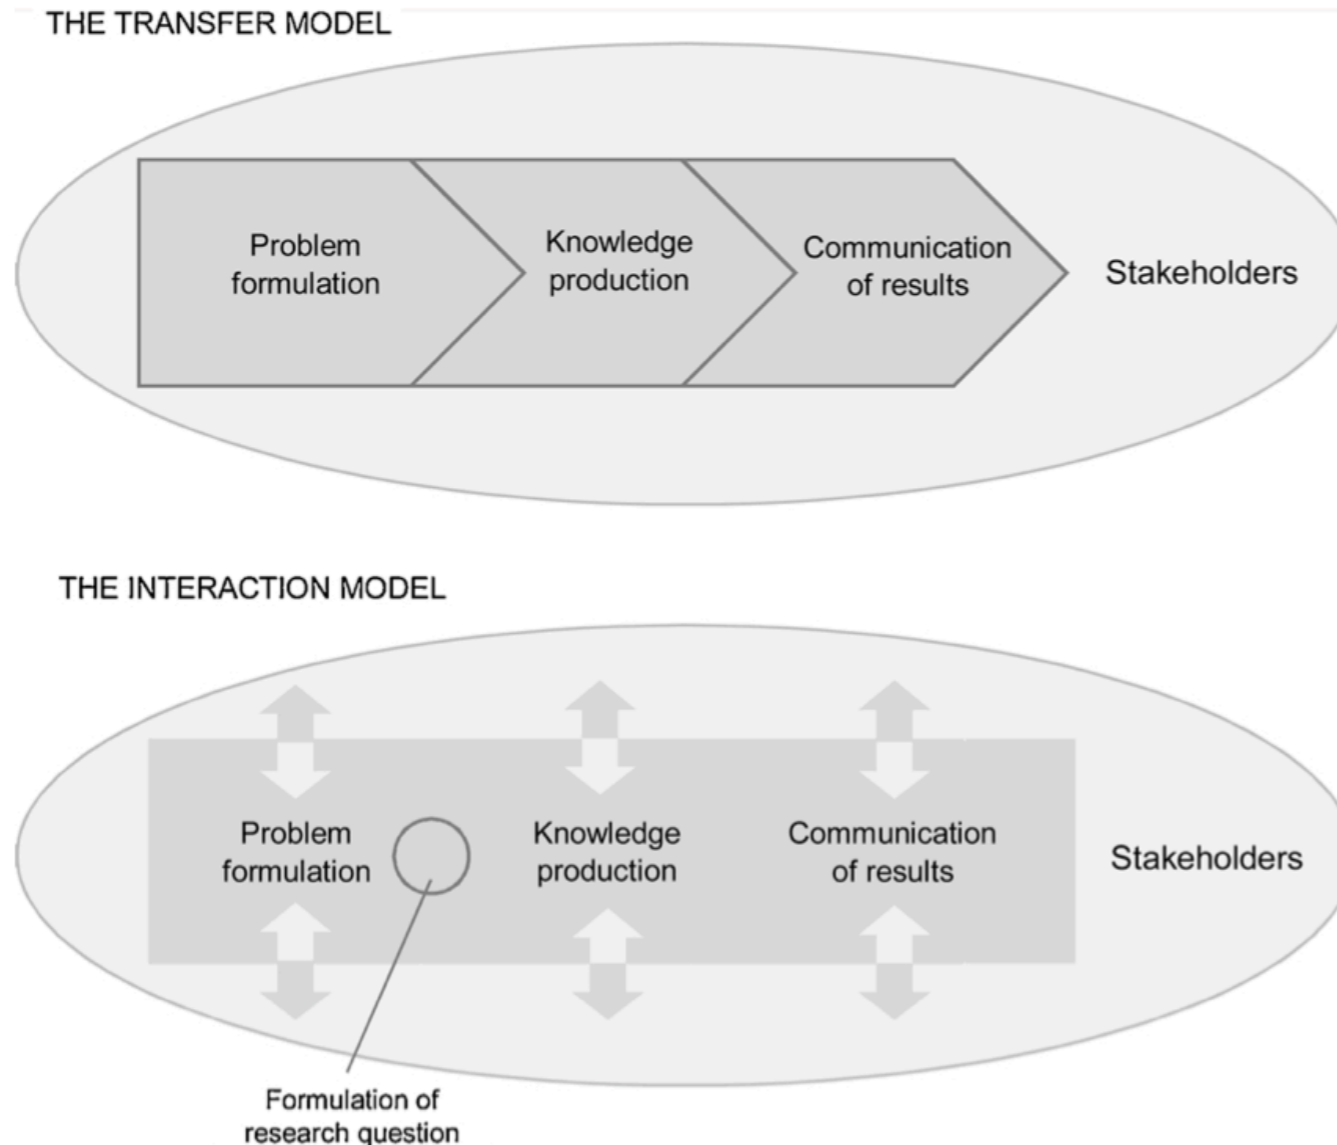 THE TRANSFER MODEL
Problem
formulation
Knowledge
production
Communication
of results
Stakeholders
THE INTERACTION MODEL
Problem
formulation
Knowledge
production
Communication
of results
Stakeholders
Formulation of
research question